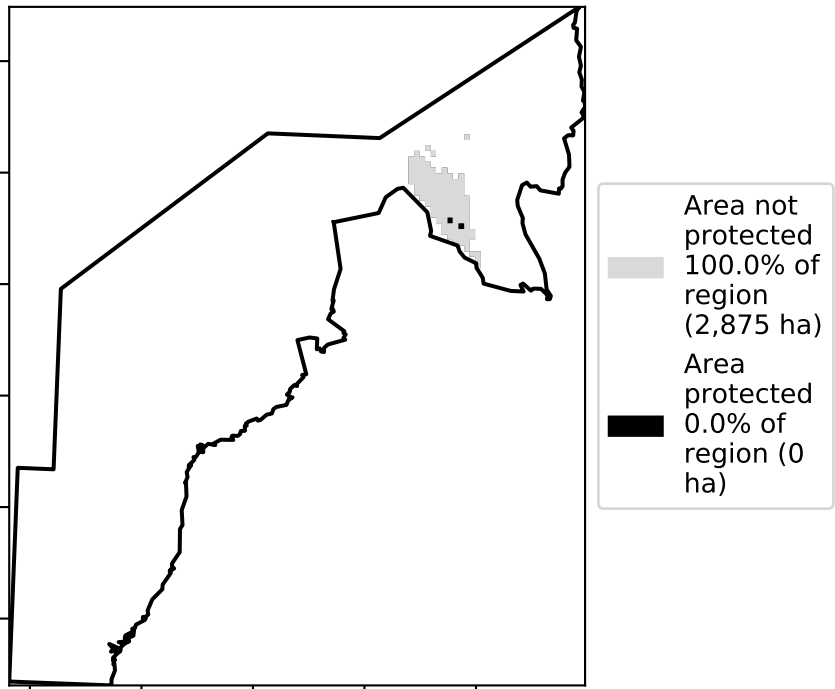 Area not
protected
100.0% of
region
(2,875 ha)
Area
protected
0.0% of
region (0
ha)